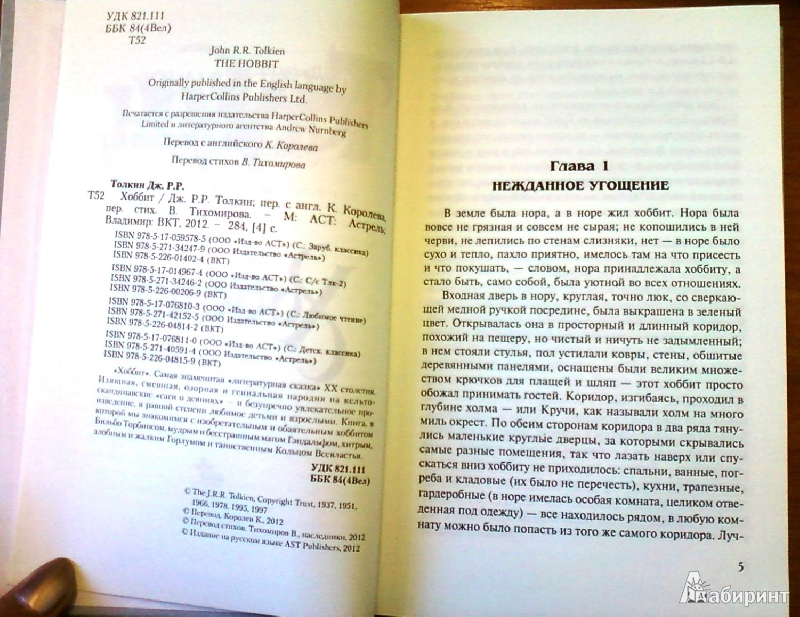 УДК 821.111
ББК 84(4Вел)
Т52
John R.R. Tolkien
THE HOBBIT
Originally published in the English language by
HarperCollins Publishers Ltd.
Печатается с разрешения издательства HarperCollins Publishers
Limited и литературного агентства Andrew Nurnberg
Перевод с английского К. Королева
Перевод стихов В. Тихомирова
Толкин Дж. Р.Р.
Т52 Хоббит / Дж. Р.Р. Толкин; пер. с англ. К. Королева,
пер. стих. В. Тихомирова. — М: АСТ: Астрель;
Владимир: ВКТ, 2012 — 284, [4] с.
ISBN 978-5-17-059578-5 (ООО «Изд-во АСТ») (С.: Заруб. классика)
ISBN 978-5-271-34247-9 (ООО Издательство «Астрель»)
ISBN 978-5-226-01402-4 (ВКТ)
ISBN 978-5-17-014967-4 (ООО «Изд-во АСТ») (С.: С/с Тлк-2)
ISBN 978-5-271-34246-2 (ООО Издательство «Астрель»)
ISBN 978-5-226-00206-9 (ВКТ)
ISBN 978-5-17-076810-3 (ООО «Изд-во АСТ») (С.: Любимое чтение)
ISBN 978-5-271-42152-5 (ООО Издательство «Астрель»)
ISBN 978-5-226-04814-2 (ВКТ)
ISBN 978-5-17-076811-0 (ООО «Изд-во АСТ») (С.: Детск. классика)
ISBN 978-5-271-40591-4 (ООО Издательство «Астрель»)
ISBN 978-5-226-04815-9 (ВКТ)
«Хоббит». Самая знаменитая «литературная сказка» XX столетия.
Изящная, смешная, озорная и гениальная пародия на кельто-
скандинавские «саги о деяниях» — и безупречно увлекательное про-
изведение, в равной степени любимое детьми и взрослыми. Книга, в
которой мы знакомимся с изобретательным и обаятельным хоббитом
Бильбо Торбинсом, мудрым и бесстрашным магом Гэндальфом, хитрым,
злобным и жалким Горлумом и таинственным Кольцом Всевластья.
УДК 821.111
ББК 84(4Вел)
© The J.R.R. Tolkien, Copyright Trust, 1937, 1951,
1966, 1978, 1995, 1997
© Перевод. Королев К., 2012
© Перевод стихов. Тихомиров В., наследники, 2012
© Издание на русском языке AST Publishers, 2012
Глава 1
НЕЖДАННОЕ УГОЩЕНИЕ
В земле была нора, а в норе жил хоббит. Нора была
вовсе не грязная и совсем не сырая; не копошились в ней
черви, не лепились по стенам слизняки, нет — в норе было
сухо и тепло, пахло приятно, имелось там на что присесть
и что покушать, — словом, нора принадлежала хоббиту, а
стало быть, само собой, была уютной во всех отношениях.
Входная дверь в нору, круглая, точно люк, со сверкаю-
щей медной ручкой посредине, была выкрашена в зеленый
цвет. Открывалась она в просторный и длинный коридор,
похожий на пещеру, но чистый и ничуть не задымленный;
в нем стояли стулья, пол устилали ковры, стены, обшитые
деревянными панелями, оснащены были великим множе-
ством крючков для плащей и шляп — этот хоббит просто
обожал принимать гостей. Коридор, изгибаясь, проходил в
глубине холма — или Кручи, как называли холм на много
миль окрест. По обеим сторонам коридора в два ряда тяну-
лись маленькие круглые дверцы, за которыми скрывались
самые разные помещения, так что лазать наверх или спу-
скаться вниз хоббиту не приходилось: спальни, ванные, пог-
реба и кладовые (их было не перечесть), кухни, трапезные,
гардеробные (в норе имелась особая комната, целиком отве-
денная под одежду) — все находилось рядом, в любую ком-
нату можно было попасть из того же самого коридора. Луч-
5
Лабиринт